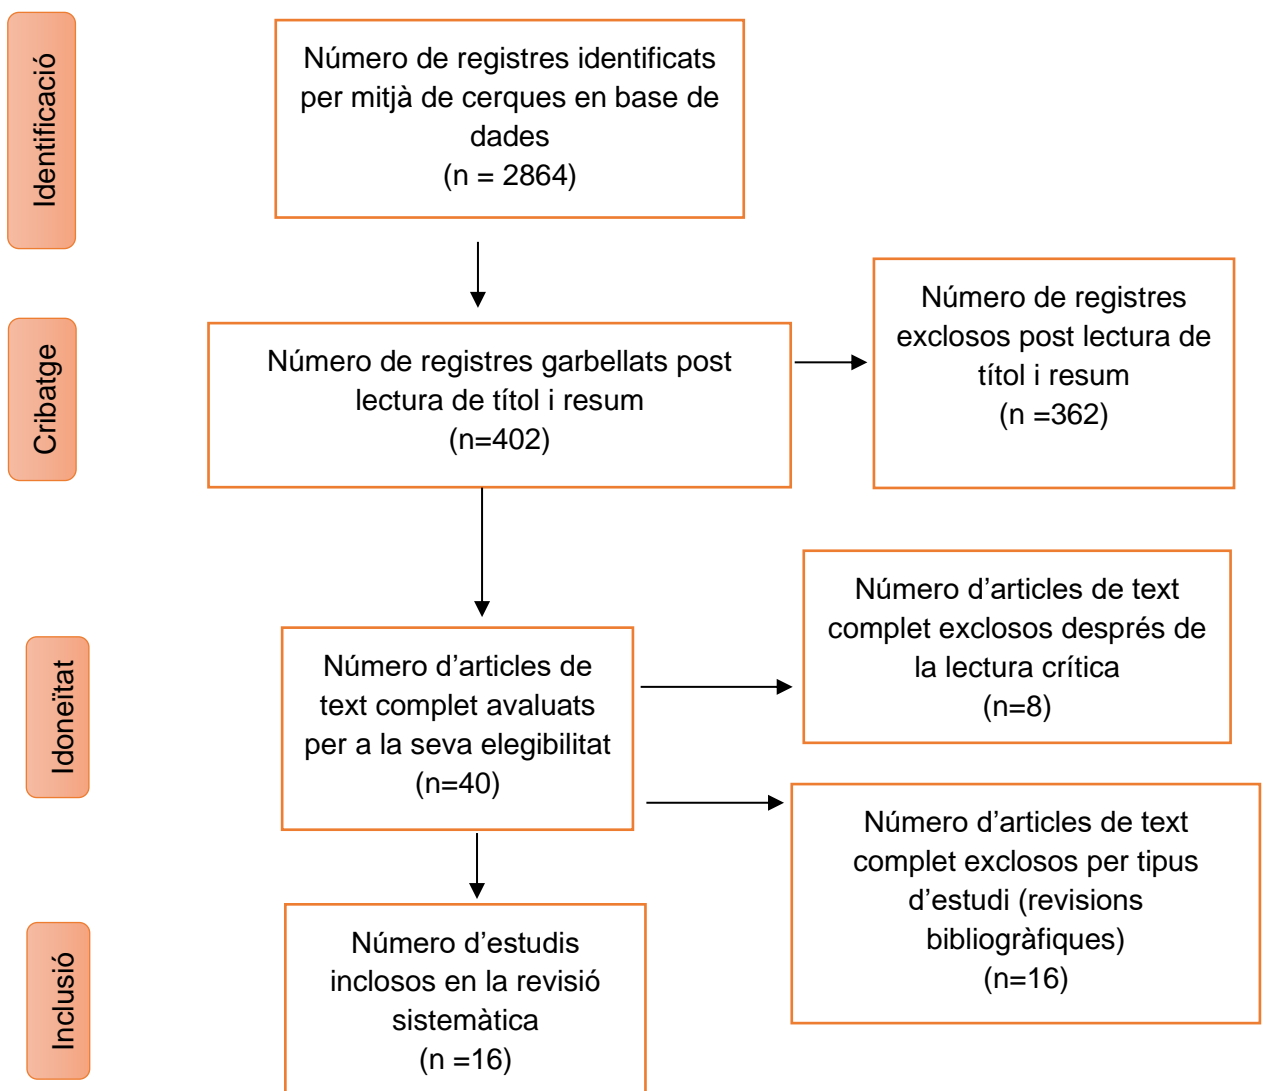 Identificació
Número de registres identificats
per mitjà de cerques en base de
dades
(n = 2864)
Cribatge
Número de registres garbellats post
lectura de títol i resum
(n=402)
Número de registres
exclosos post lectura de
títol i resum
(n =362)
Idoneïtat
Número d’articles de
text complet avaluats
per a la seva elegibilitat
(n=40)
Número d’articles de text
complet exclosos després de
la lectura crítica
(n=8)
Número d’articles de text
complet exclosos per tipus
d’estudi (revisions
bibliogràfiques)
(n=16)
Inclusió
Número d’estudis
inclosos en la revisió
sistemàtica
(n =16)